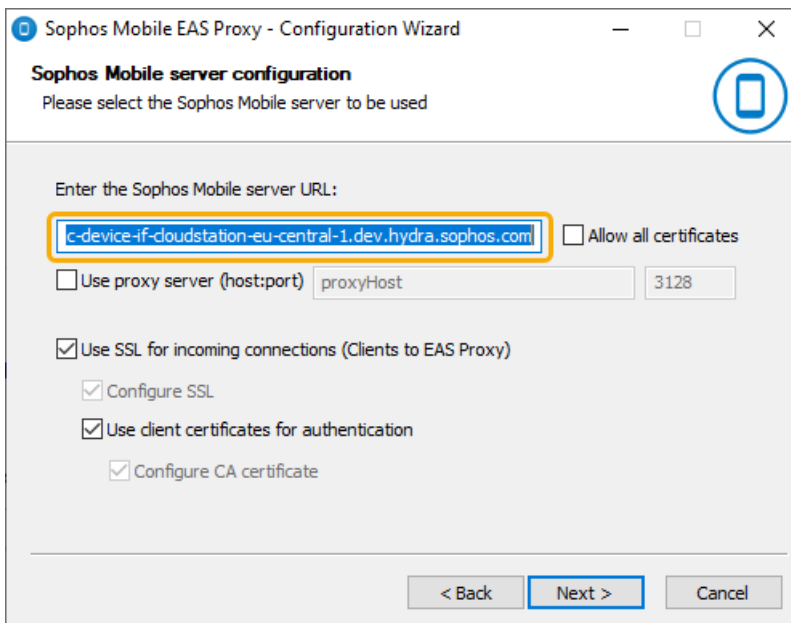 Sophos Mobile EAS Proxy - Configuration Wizard
Sophos Mobile server configuration
Please select the Sophos Mobile server to be used
Enter the Sophos Mobile server URL:
c-device-if-cloudstation-eu-central-1.dev.hydra.sophos.com
Allow all certificates
Use proxy server (host:port) proxyHost 3128
Use SSL for incoming connections (Clients to EAS Proxy)
Configure SSL
Use client certificates for authentication
Configure CA certificate
< Back Next > Cancel